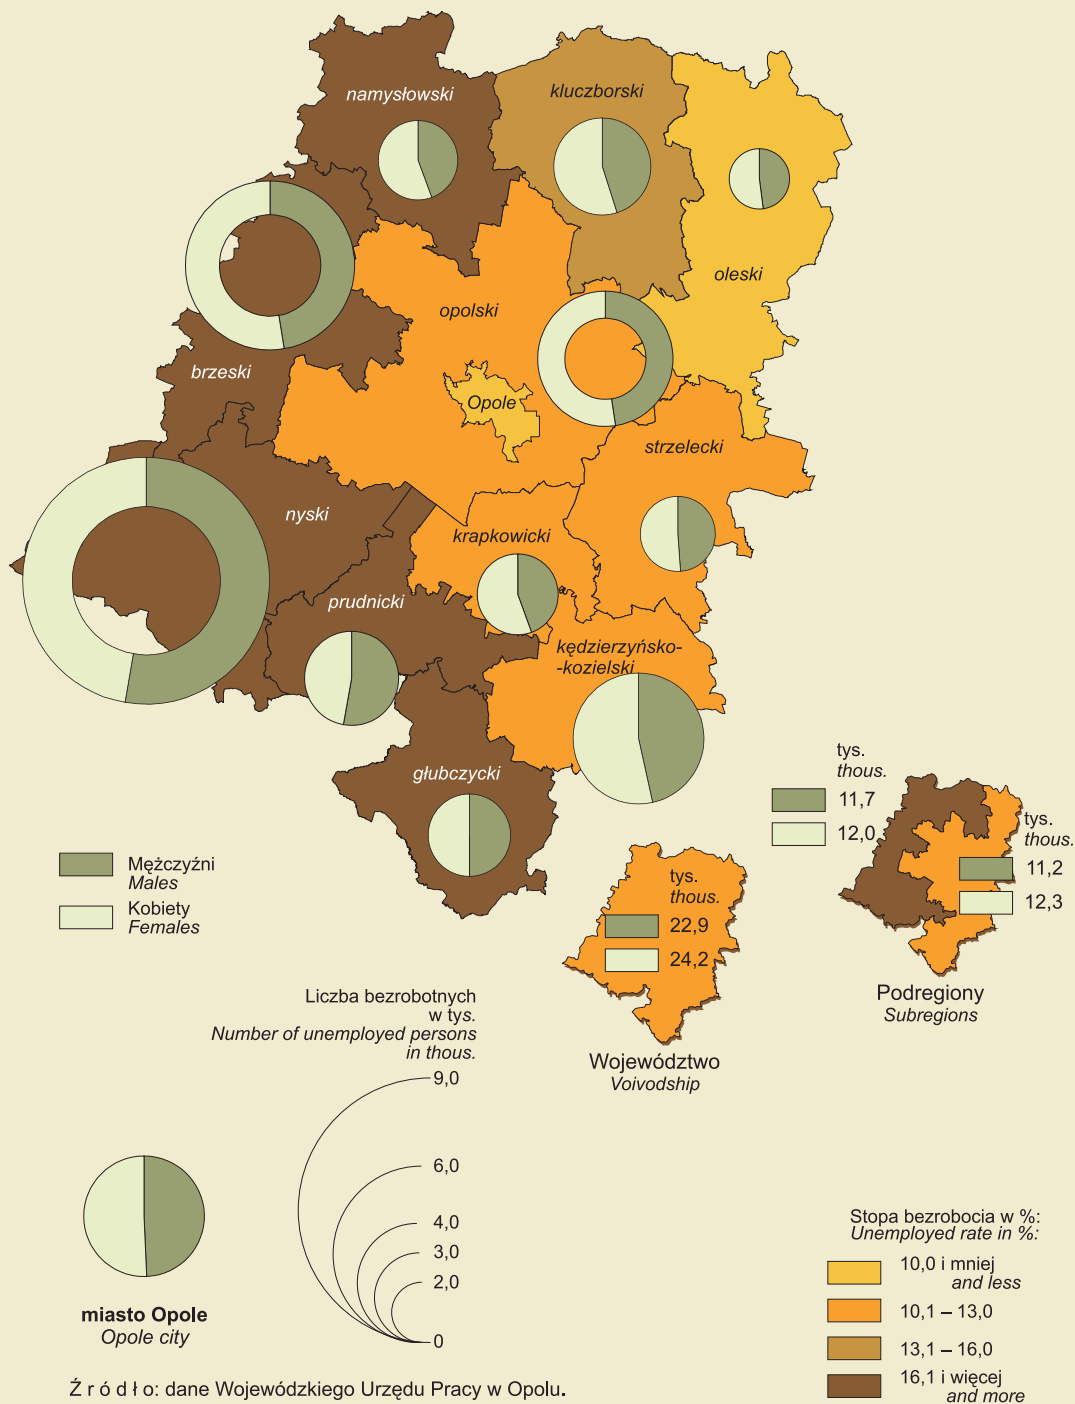 namysłowski
kluczborski
oleski
opolski
brzeski
Opole
strzelecki
nyski
krapkowicki
prudnicki
kędzierzyńsko-
-kozielski
głubczycki
tys.
thous.
11,7
12,0
tys.
thous.
11,2
12,3
Podregiony
Subregions
tys.
thous.
22,9
24,2
Województwo
Voivodship
Mężczyźni
Males
Kobiety
Females
Liczba bezrobotnych
w tys.
Number of unemployed persons
in thous.
9,0
6,0
4,0
3,0
2,0
0
miasto Opole
Opole city
Stopa bezrobocia w %:
Unemployed rate in %:
10,0 i mniej
and less
10,1 – 13,0
13,1 – 16,0
16,1 i więcej
and more
Ź r ó d ł o: dane Wojewódzkiego Urzędu Pracy w Opolu.